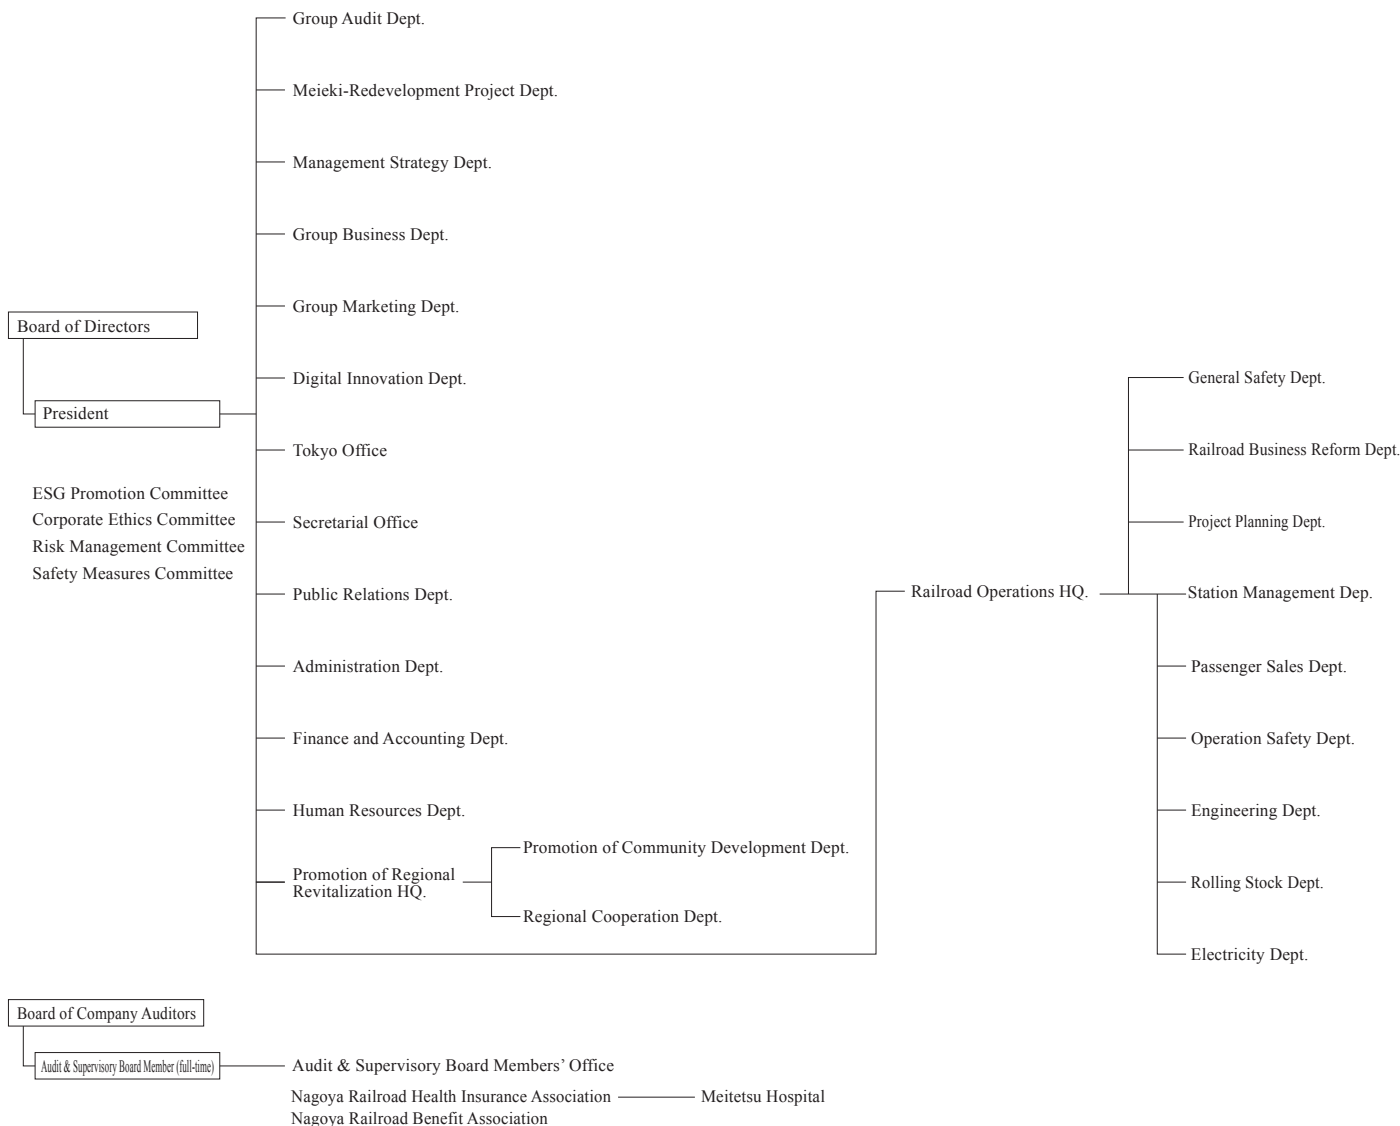 Group Audit Dept.
Meieki-Redevelopment Project Dept.
Management Strategy Dept.
Group Business Dept.
Group Marketing Dept.
Board of Directors
Digital Innovation Dept.
General Safety Dept.
President
Tokyo Office
Railroad Business Reform Dept.
ESG Promotion Committee
Corporate Ethics Committee
Risk Management Committee
Safety Measures Committee
Secretarial Office
Project Planning Dept.
Public Relations Dept.
Railroad Operations HQ.
Station Management Dep.
Administration Dept.
Passenger Sales Dept.
Finance and Accounting Dept.
Operation Safety Dept.
Human Resources Dept.
Engineering Dept.
Promotion of Community Development Dept.
Promotion of Regional
Revitalization HQ.
Rolling Stock Dept.
Regional Cooperation Dept.
Electricity Dept.
Board of Company Auditors
Audit & Supervisory Board Member (full-time)
Audit & Supervisory Board Members’ Office
Nagoya Railroad Health Insurance Association
Meitetsu Hospital
Nagoya Railroad Benefit Association